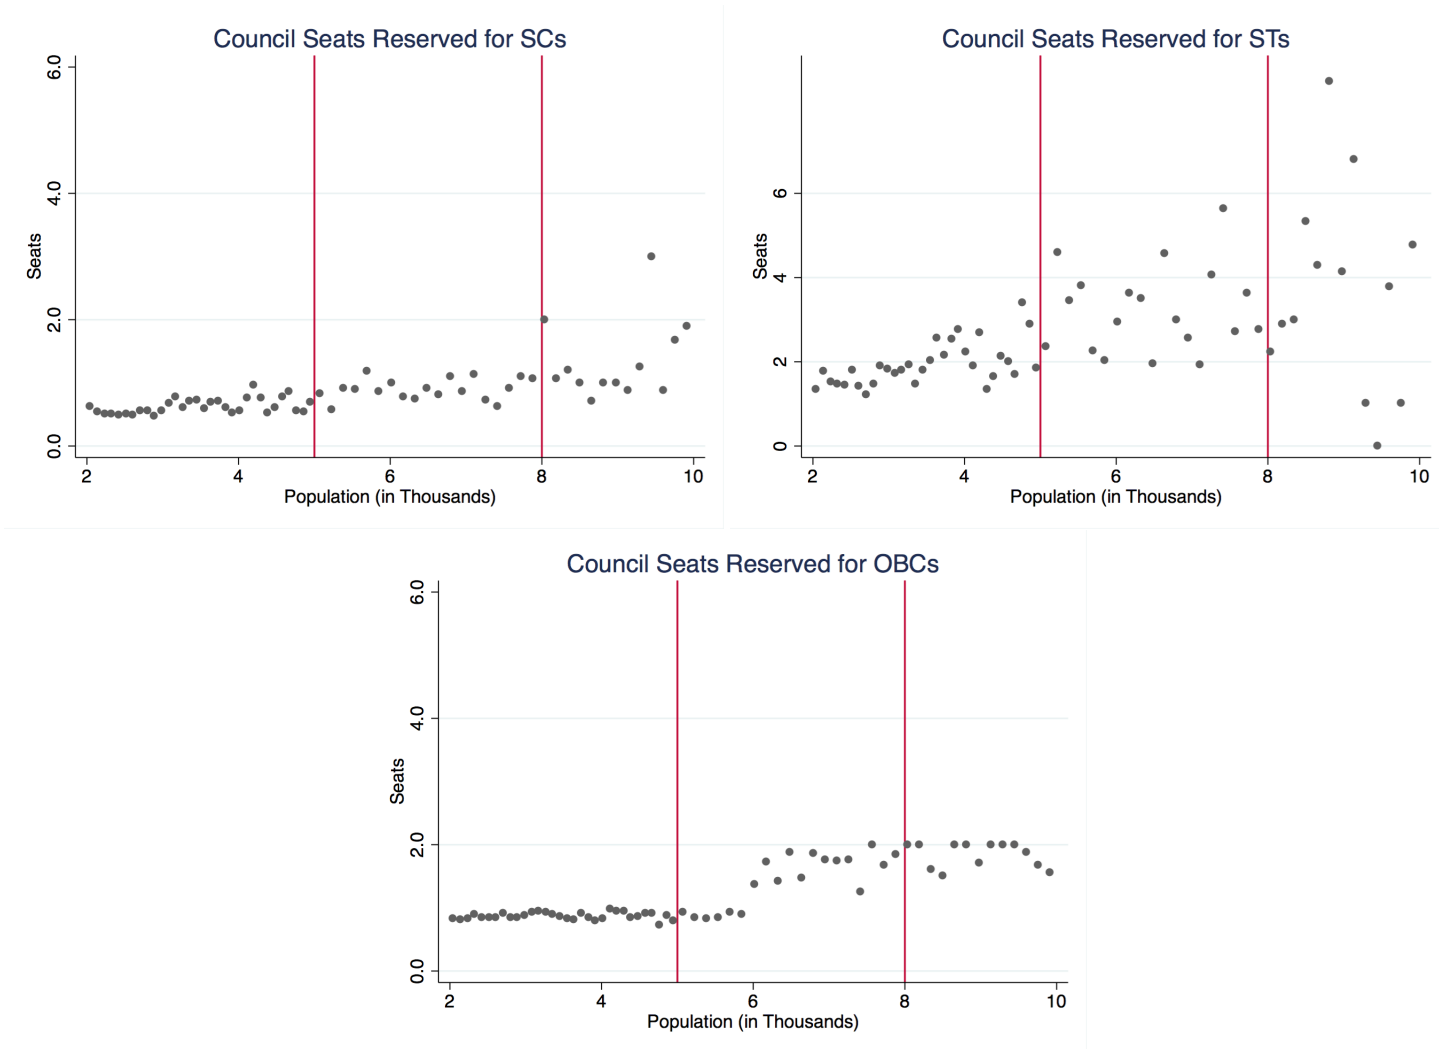 Council Seats Reserved for SCs
6.0
4.0
2.0
0.0
Seats
2 4 6 8 10
Population (in Thousands)
Council Seats Reserved for STs
6
4
2
0
Seats
2 4 6 8 10
Population (in Thousands)
Council Seats Reserved for OBCs
6.0
4.0
2.0
0.0
Seats
2 4 6 8 10
Population (in Thousands)